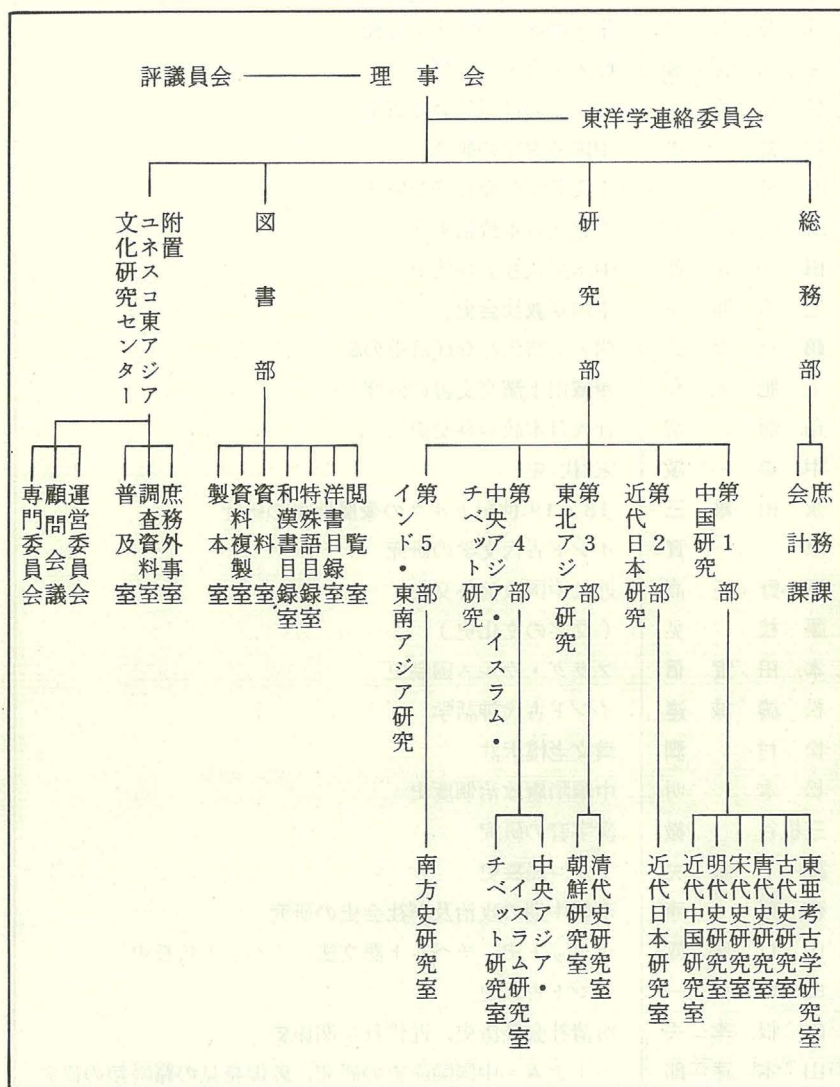 評議員会
理事会
東洋学連絡委員会
総務部
研究部
図書部
附置
ユネスコ東アジア
文化研究センター
庶務課
会計課
第1部
中国研究
第2部
近代日本研究
第3部
東北アジア研究
第4部
中央アジア・イスラム・
チベット研究
第5部
インド・東南アジア研究
閲覧室
洋書目録室
特殊語目録室
和漢書目録室
資料室
資料複製室
製本室
庶務外事室
調査資料室
普及室
運営委員会
顧問会議
専門委員会
東亜考古学研究室
古代史研究室
唐代史研究室
宋代史研究室
明代史研究室
近代中国研究室
近代日本研究室
清代史研究室
朝鮮研究室
中央アジア・
イスラム研究室
チベット研究室
南方史研究室